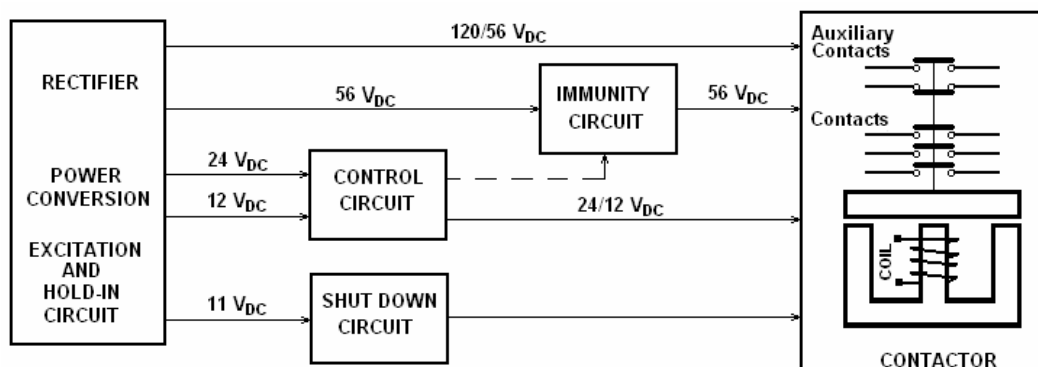 RECTIFIER
POWER
CONVERSION
EXCITATION
AND
HOLD-IN
CIRCUIT
120/56 VDC
56 VDC
IMMUNITY
CIRCUIT
56 VDC
24 VDC
12 VDC
CONTROL
CIRCUIT
24/12 VDC
11 VDC
SHUT DOWN
CIRCUIT
Auxiliary
Contacts
Contacts
COIL
CONTACTOR